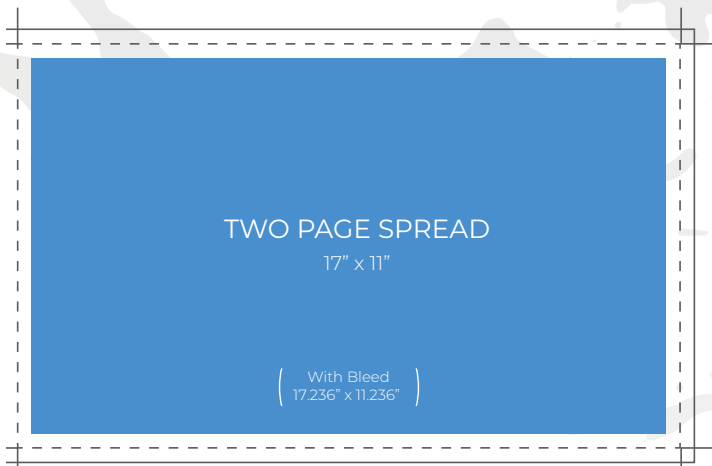 TWO PAGE SPREAD
17” x 11”
( With Bleed )
17.236” x 11.236”